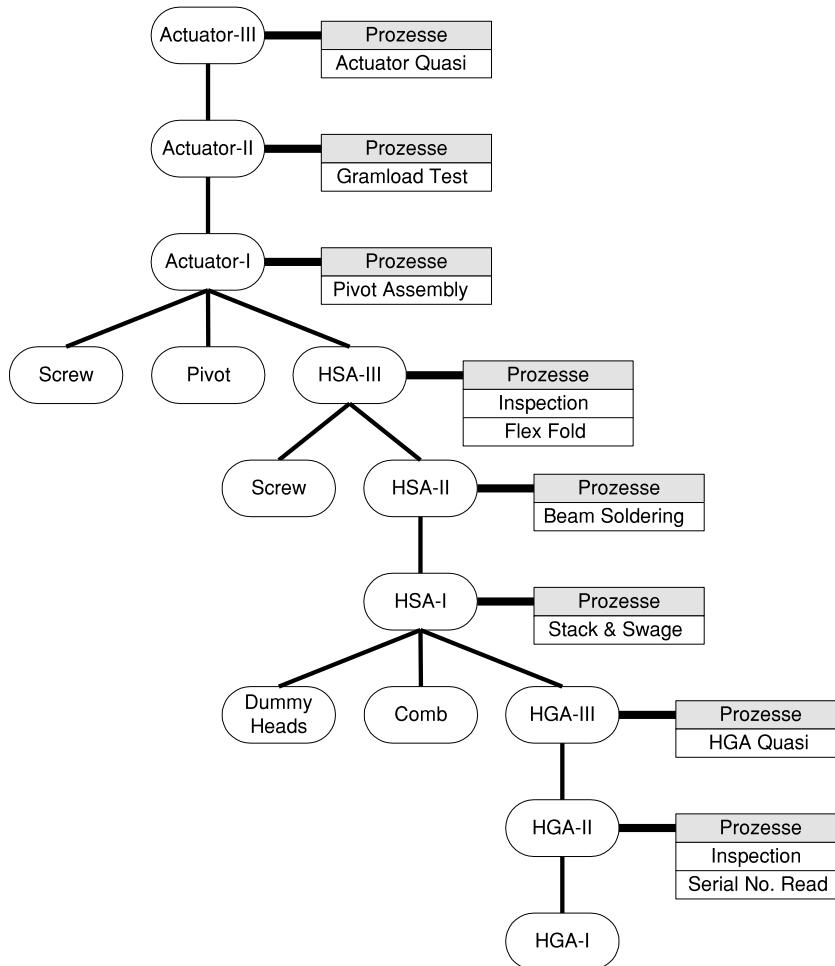 Actuator-III
Prozesse
Actuator Quasi
Actuator-II
Prozesse
Gramload Test
Actuator-I
Prozesse
Pivot Assembly
Screw
Pivot
HSA-III
Prozesse
Inspection
Flex Fold
Screw
HSA-II
Prozesse
Beam Soldering
HSA-I
Prozesse
Stack & Swage
Dummy
Heads
Comb
HGA-III
Prozesse
HGA Quasi
HGA-II
Prozesse
Inspection
Serial No. Read
HGA-I